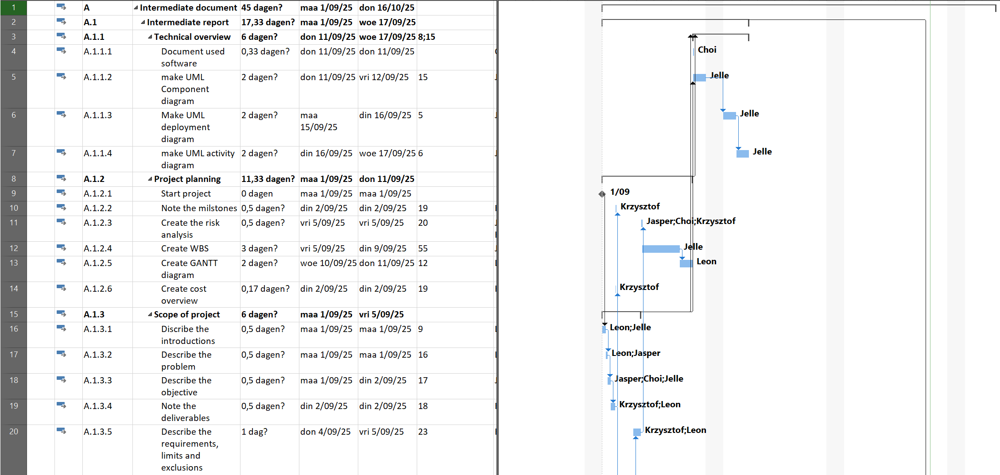 1 A Intermediate document 45 dagen? maa 1/09/25 don 16/10/25
2 A.1 Intermediate report 17,33 dagen? maa 1/09/25 woe 17/09/25
3 A.1.1 Technical overview 6 dagen? don 11/09/25 woe 17/09/25 8;15
4 A.1.1.1 Document used 0,33 dagen? don 11/09/25 don 11/09/25 Choi
software
5 A.1.1.2 make UML 2 dagen? don 11/09/25 vri 12/09/25 15 Jelle
Component
diagram
6 A.1.1.3 Make UML 2 dagen? maa din 16/09/25 5 Jelle
deployment 15/09/25
diagram
7 A.1.1.4 make UML activity 2 dagen? din 16/09/25 woe 17/09/25 6 Jelle
diagram
8 A.1.2 Project planning 11,33 dagen? maa 1/09/25 don 11/09/25
9 A.1.2.1 Start project 0 dagen maa 1/09/25 maa 1/09/25 1/09
10 A.1.2.2 Note the milstones 0,5 dagen? din 2/09/25 din 2/09/25 19 Krzysztof
11 A.1.2.3 Create the risk 0,5 dagen? vri 5/09/25 vri 5/09/25 20 Jasper;Choi;Krzysztof
analysis
12 A.1.2.4 Create WBS 3 dagen? vri 5/09/25 din 9/09/25 55 Jelle
13 A.1.2.5 Create GANTT 2 dagen? woe 10/09/25 don 11/09/25 12 Leon
diagram
14 A.1.2.6 Create cost 0,17 dagen? din 2/09/25 din 2/09/25 19 Krzysztof
overview
15 A.1.3 Scope of project 6 dagen? maa 1/09/25 vri 5/09/25
16 A.1.3.1 Discribe the 0,5 dagen? maa 1/09/25 maa 1/09/25 9 Leon;Jelle
introductions
17 A.1.3.2 Describe the 0,5 dagen? maa 1/09/25 maa 1/09/25 16 Leon;Jasper
problem
18 A.1.3.3 Describe the 0,5 dagen? maa 1/09/25 din 2/09/25 17 Jasper;Choi;Jelle
objective
19 A.1.3.4 Note the 0,5 dagen? din 2/09/25 din 2/09/25 18 Krzysztof;Leon
deliverables
20 A.1.3.5 Describe the 1 dag? don 4/09/25 vri 5/09/25 23 Krzysztof;Leon
requirements,
limits and
exclusions